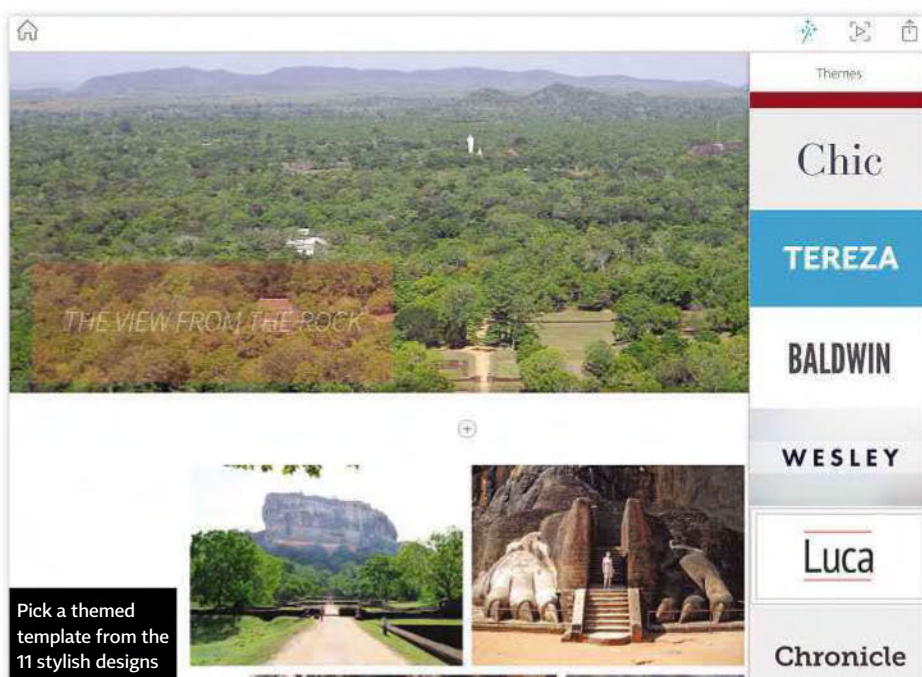 Themes
Chic
TEREZA
BALDWIN
WESLEY
Luca
Chronicle
THE VIEW FROM THE ROCK
Pick a themed
template from the
11 stylish designs